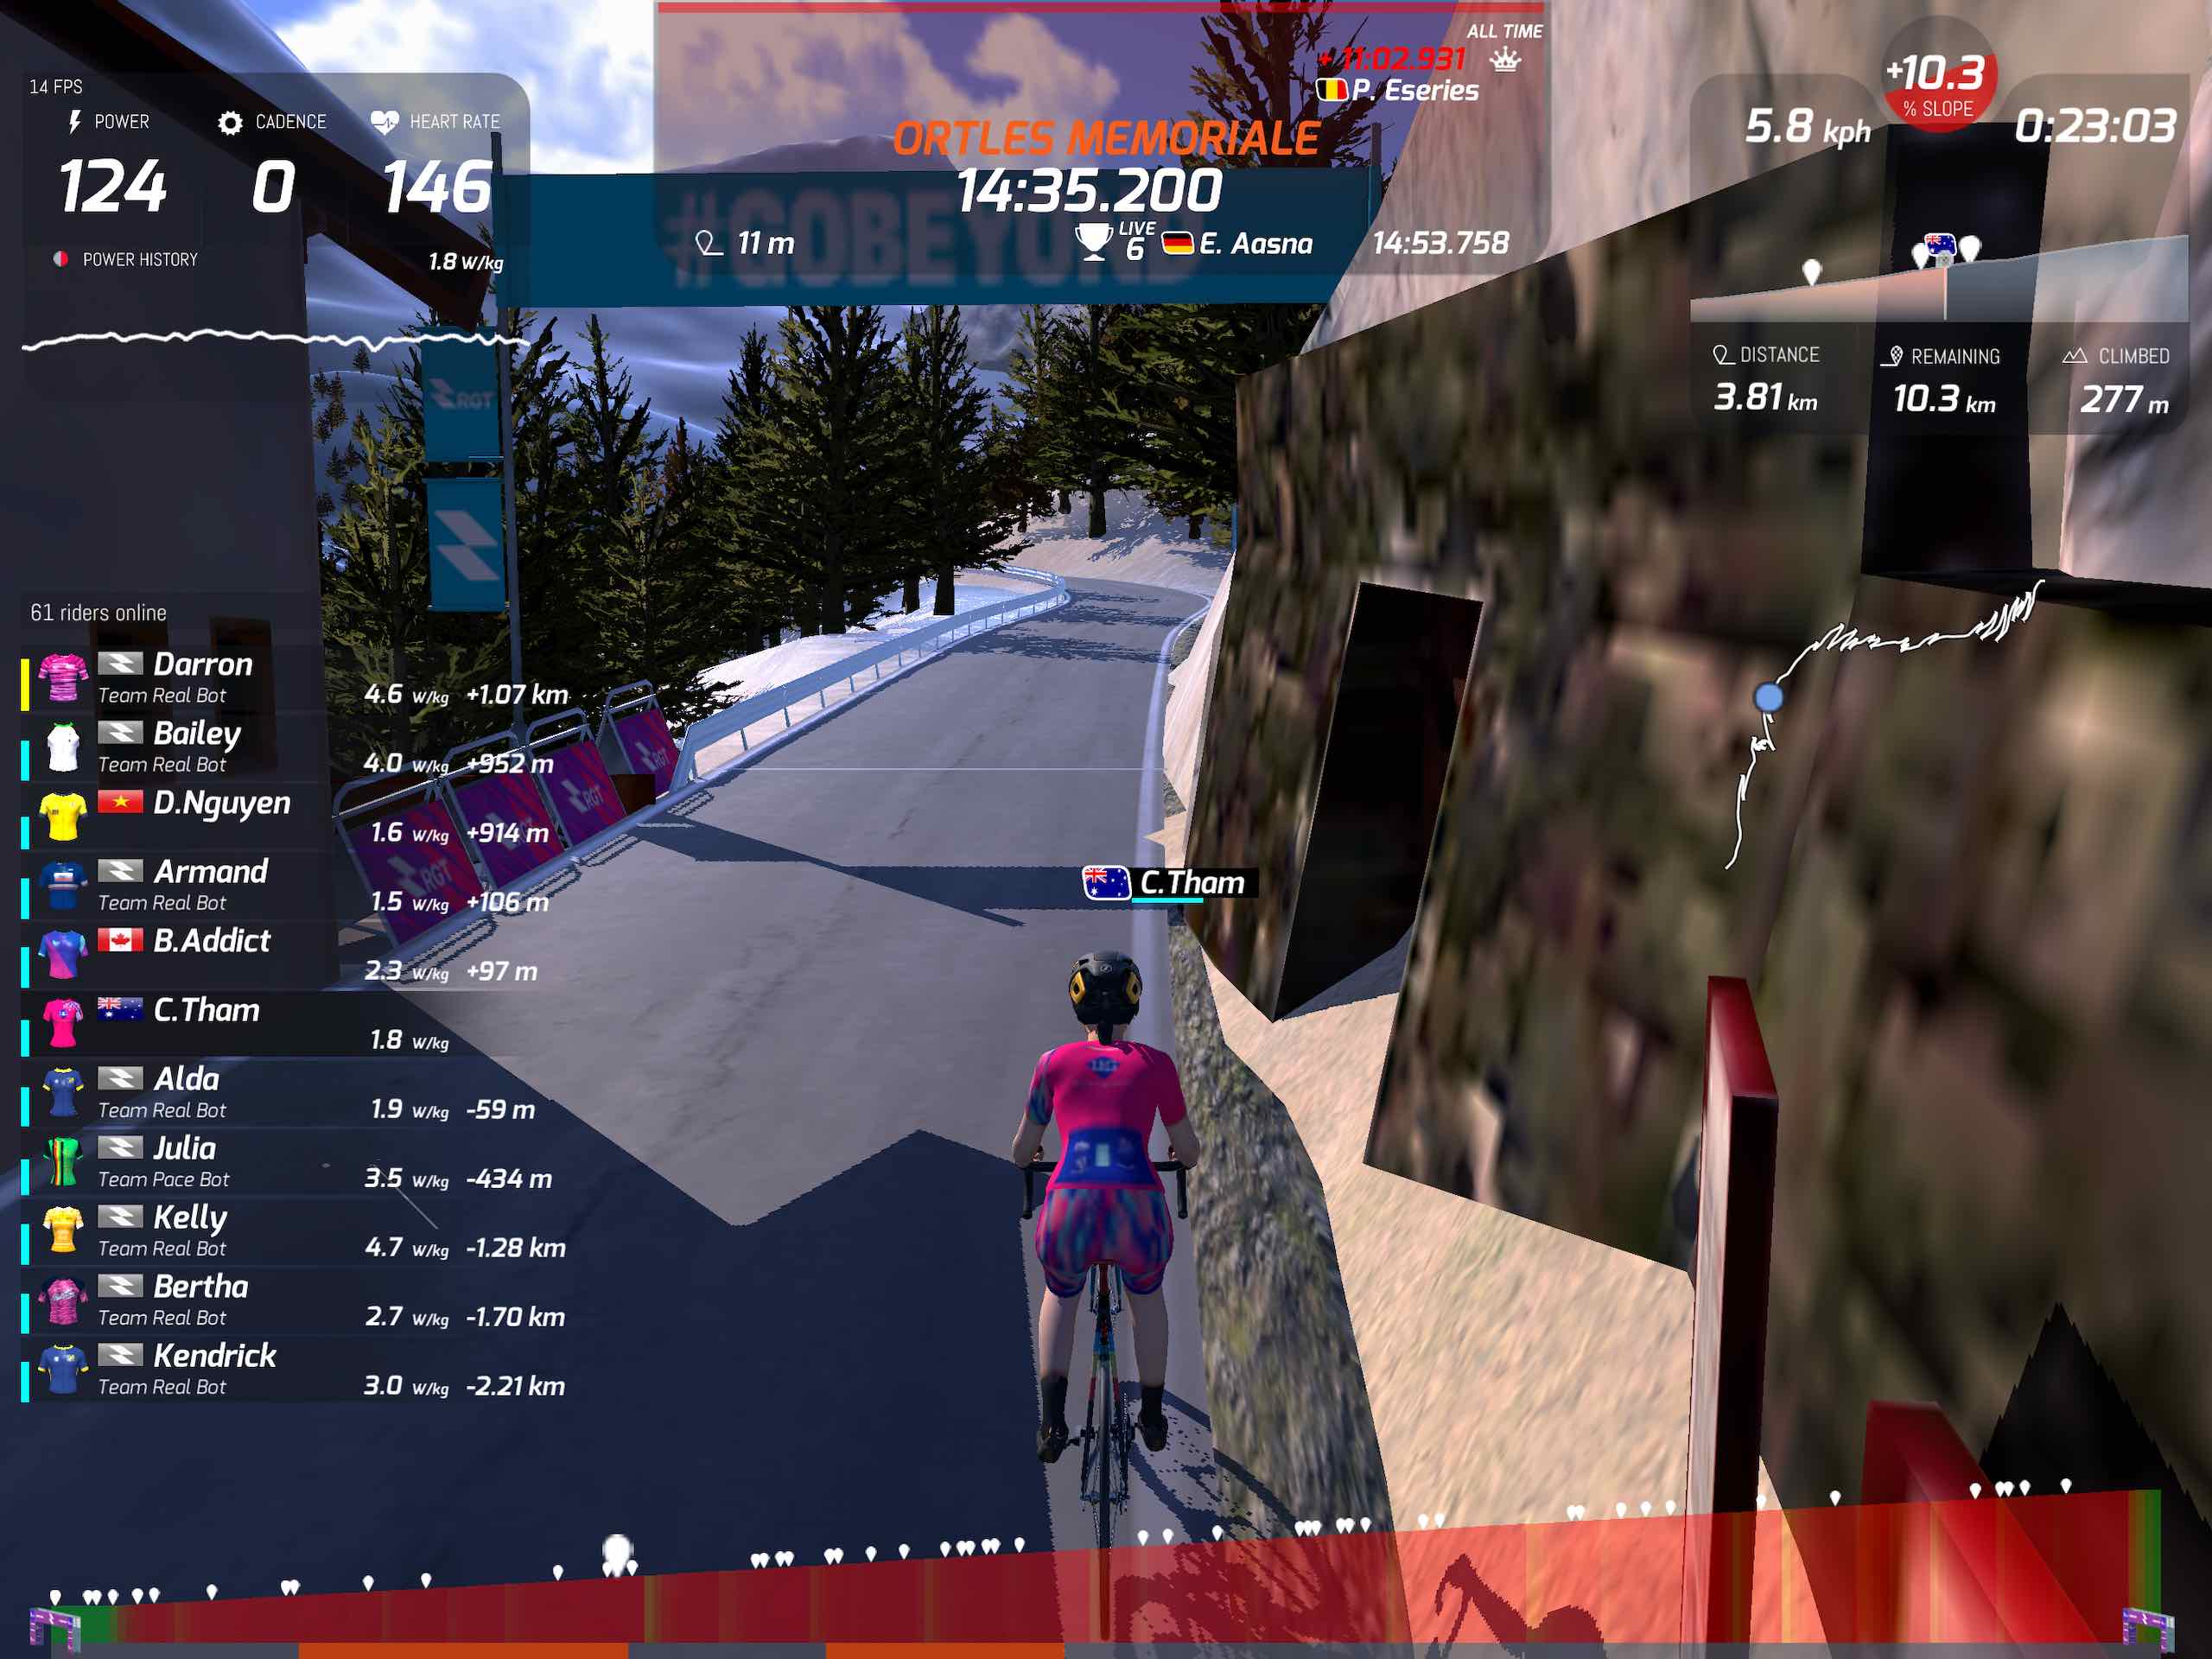 14 FPS
POWER CADENCE HEART RATE
124 0 146
POWER HISTORY
1.8 W/kg
ALL TIME
+ 11:02.931
P. Eseries
ORTLES MEMORIALE
14:35.200
11 m
LIVE
6 E. Aasna 14:53.758
#GOBEYOND
+10.3
% SLOPE
5.8 kph
0:23:03
DISTANCE REMAINING CLIMBED
3.81 km 10.3 km 277 m
RGT
61 riders online
Darron
Team Real Bot 4.6 W/kg +1.07 km
Bailey
Team Real Bot 4.0 W/kg +952 m
D.Nguyen
1.6 W/kg +914 m
Armand
Team Real Bot 1.5 W/kg +106 m
B.Addict
2.3 W/kg +97 m
C.Tham
1.8 W/kg
Alda
Team Real Bot 1.9 W/kg -59 m
Julia
Team Pace Bot 3.5 W/kg -434 m
Kelly
Team Real Bot 4.7 W/kg -1.28 km
Bertha
Team Real Bot 2.7 W/kg -1.70 km
Kendrick
Team Real Bot 3.0 W/kg -2.21 km
RGT
RGT
RGT
C.Tham